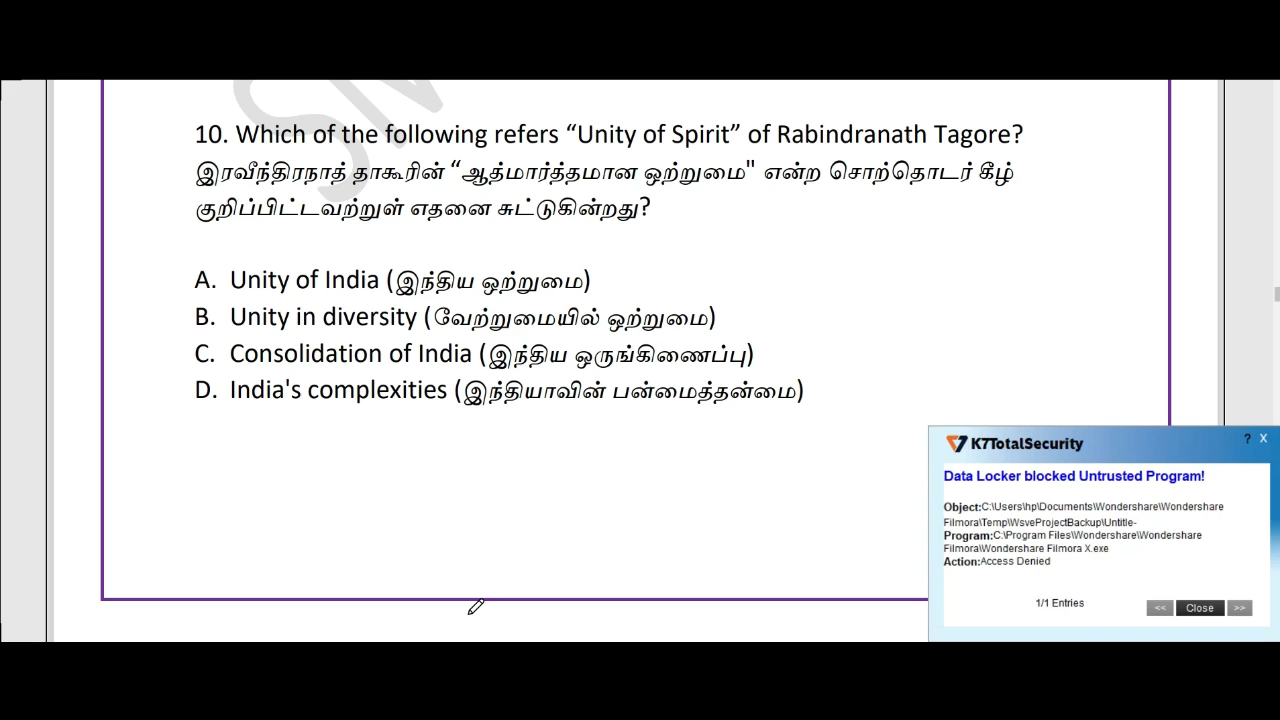 10. Which of the following refers “Unity of Spirit” of Rabindranath Tagore?
இரவீந்திரநாத் தாகூரின் “ஆத்மார்த்தமான ஒற்றுமை" என்ற சொற்தொடர் கீழ்
குறிப்பிட்டவற்றுள் எதனை சுட்டுகின்றது?
A. Unity of India (இந்திய ஒற்றுமை)
B. Unity in diversity (வேற்றுமையில் ஒற்றுமை)
C. Consolidation of India (இந்திய ஒருங்கிணைப்பு)
D. India's complexities (இந்தியாவின் பன்மைத்தன்மை)
K7TotalSecurity ? X
Data Locker blocked Untrusted Program!
Object:C:\Users\hp\Documents\Wondershare\Wondershare
Filmora\Temp\WsveProjectBackup\Untitle-
Program:C:\Program Files\Wondershare\Wondershare
Filmora\Wondershare Filmora X.exe
Action:Access Denied
1/1 Entries << Close >>